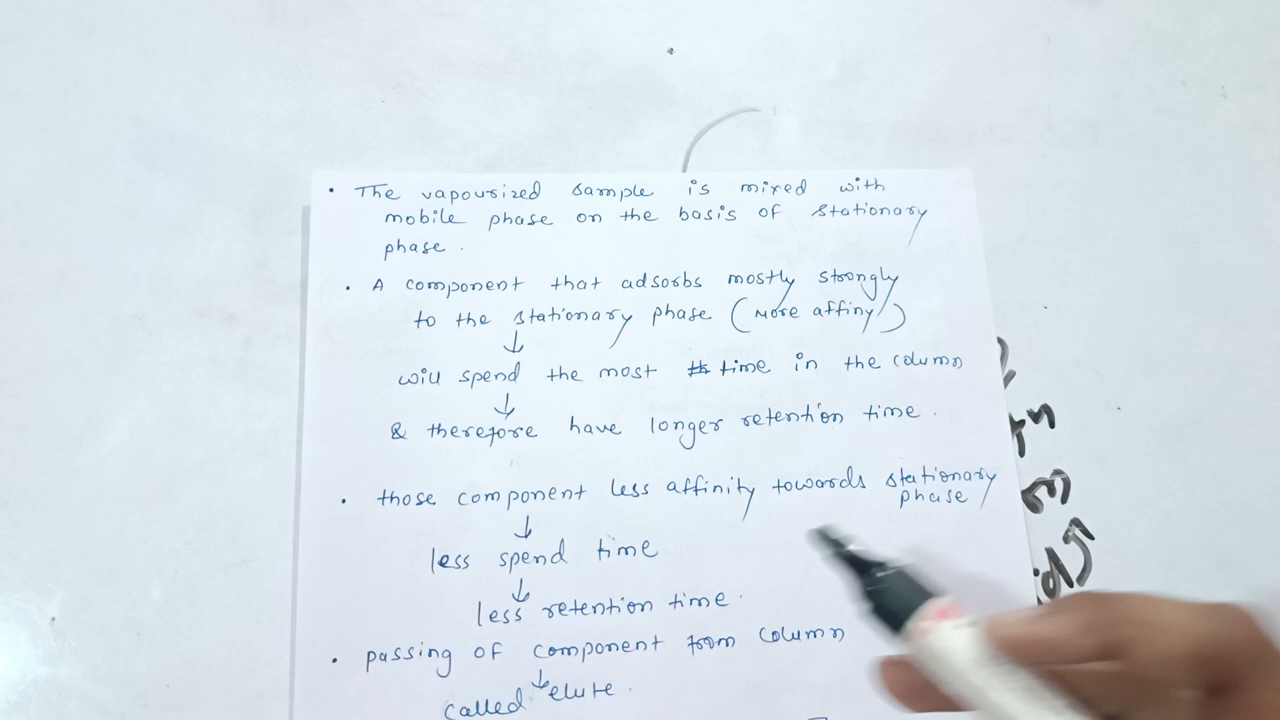 • The vapourized sample is mixed with
mobile phase on the basis of stationary
phase.
• A component that adsorbs mostly strongly
to the stationary phase (More affiny)
↓
will spend the most time in the column
↓
& therefore have longer retention time.
• those component less affinity towards stationary
phase
↓
less spend time
↓
less retention time.
• passing of component from column
↓
called elute.